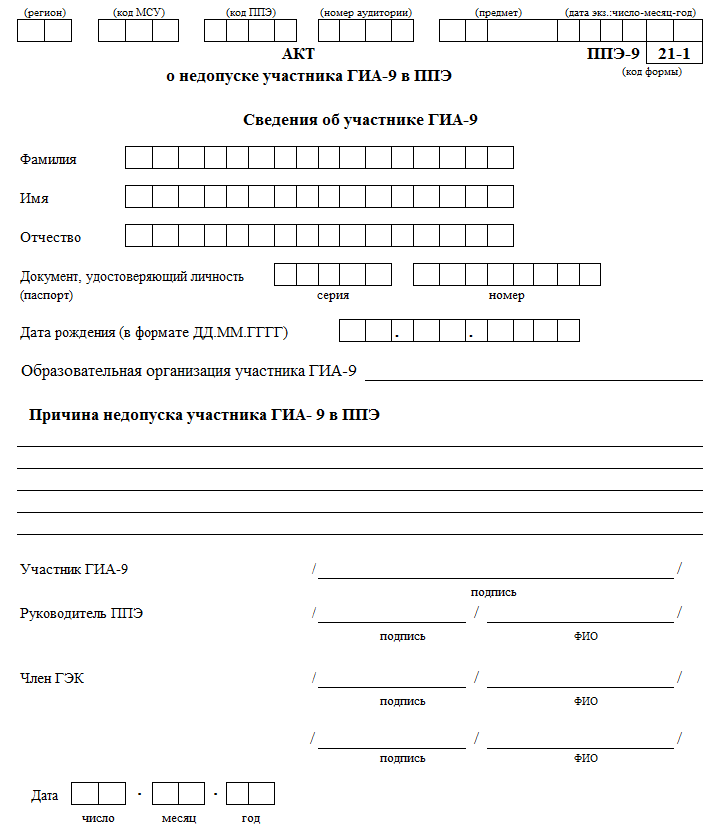 (регион) (код МСУ) (код ППЭ) (номер аудитории) (предмет) (дата экз.:число-месяц-год)
АКТ ППЭ-9 21-1
о недопуске участника ГИА-9 в ППЭ (код формы)
Сведения об участнике ГИА-9
Фамилия
Имя
Отчество
Документ, удостоверяющий личность
(паспорт) серия номер
Дата рождения (в формате ДД.ММ.ГГГГ) . .
Образовательная организация участника ГИА-9
Причина недопуска участника ГИА- 9 в ППЭ
Участник ГИА-9 / /
подпись
Руководитель ППЭ / / /
подпись ФИО
Член ГЭК / / /
подпись ФИО
/ / /
подпись ФИО
Дата . .
число месяц год